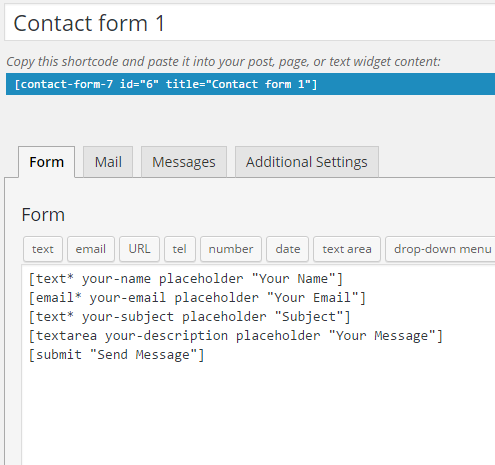 Contact form 1
Copy this shortcode and paste it into your post, page, or text widget content:
[contact-form-7 id="6" title="Contact form 1"]
Form Mail Messages Additional Settings
Form
text email URL tel number date text area drop-down menu
[text* your-name placeholder "Your Name"]
[email* your-email placeholder "Your Email"]
[text* your-subject placeholder "Subject"]
[textarea your-description placeholder "Your Message"]
[submit "Send Message"]